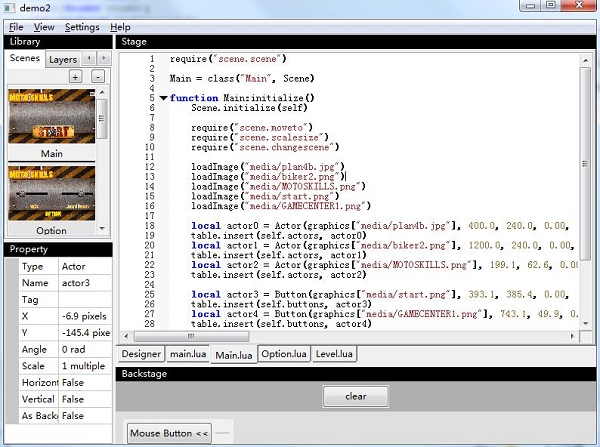 demo2
File View Settings Help
Library
Scenes Layers
+ -
MOTOSKILLS
START
Main
MOTOSKILLS
OPTION
Option
Property
Type Actor
Name actor3
Tag
X -6.9 pixels
Y -145.4 pixe
Angle 0 rad
Scale 1 multiple
Horizont False
Vertical False
As Back False
Stage
1 require("scene.scene")
2
3 Main = class("Main", Scene)
4
5 function Main:initialize()
6 Scene.initialize(self)
7
8 require("scene.moveto")
9 require("scene.scalesize")
10 require("scene.changescene")
11
12 loadImage("media/plan4b.jpg")
13 loadImage("media/biker2.png")
14 loadImage("media/MOTOSKILLS.png")
15 loadImage("media/start.png")
16 loadImage("media/GAMECENTER1.png")
17
18 local actor0 = Actor(graphics["media/plan4b.jpg"], 400.0, 240.0, 0.00,
19 table.insert(self.actors, actor0)
20 local actor1 = Actor(graphics["media/biker2.png"], 1200.0, 240.0, 0.00,
21 table.insert(self.actors, actor1)
22 local actor2 = Actor(graphics["media/MOTOSKILLS.png"], 199.1, 62.6, 0.00
23 table.insert(self.actors, actor2)
24
25 local actor3 = Button(graphics["media/start.png"], 393.1, 385.4, 0.00,
26 table.insert(self.buttons, actor3)
27 local actor4 = Button(graphics["media/GAMECENTER1.png"], 743.1, 49.9, 0.
28 table.insert(self.buttons, actor4)
Designer main.lua Main.lua Option.lua Level.lua
Backstage
clear
Mouse Button <<